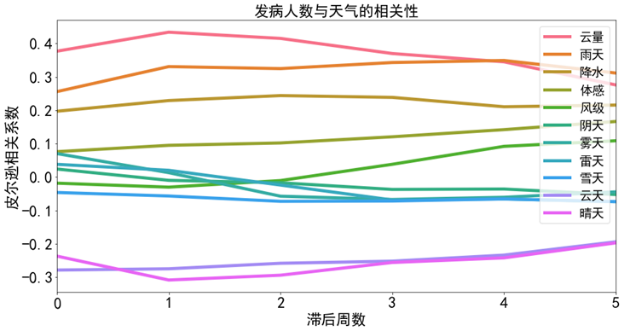 发病人数与天气的相关性
皮尔逊相关系数
0.4
0.3
0.2
0.1
0.0
-0.1
-0.2
-0.3
云量
雨天
降水
体感
风级
阴天
雾天
雷天
雪天
云天
晴天
0 1 2 3 4 5
滞后周数